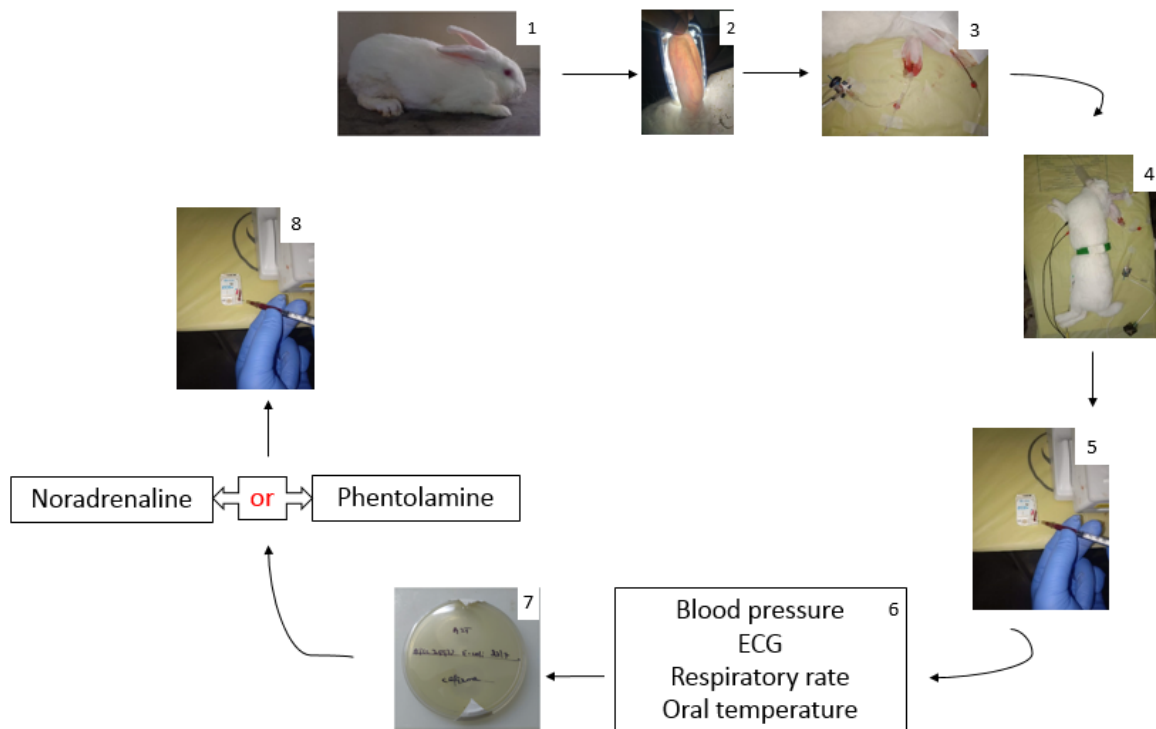 1
2
3
4
5
Blood pressure
6
ECG
Respiratory rate
Oral temperature
7
Noradrenaline
or
Phentolamine
8